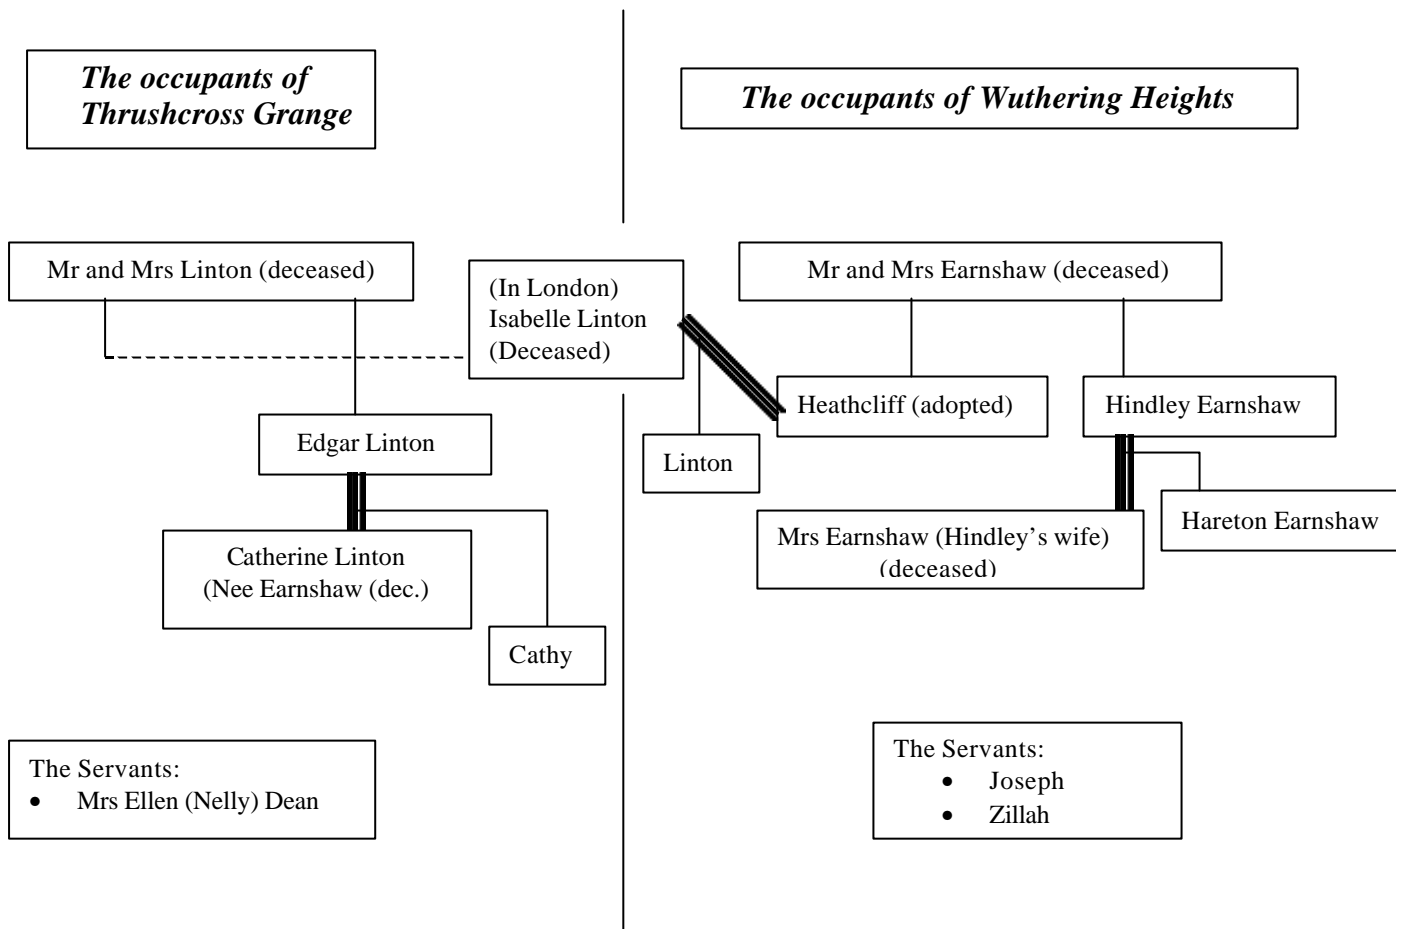 The occupants of
Thrushcross Grange
The occupants of Wuthering Heights
Mr and Mrs Linton (deceased)
(In London)
Isabelle Linton
(Deceased)
Mr and Mrs Earnshaw (deceased)
Heathcliff (adopted)
Hindley Earnshaw
Edgar Linton
Linton
Hareton Earnshaw
Catherine Linton
(Nee Earnshaw (dec.)
Mrs Earnshaw (Hindley’s wife)
(deceased)
Cathy
The Servants:
• Mrs Ellen (Nelly) Dean
The Servants:
• Joseph
• Zillah